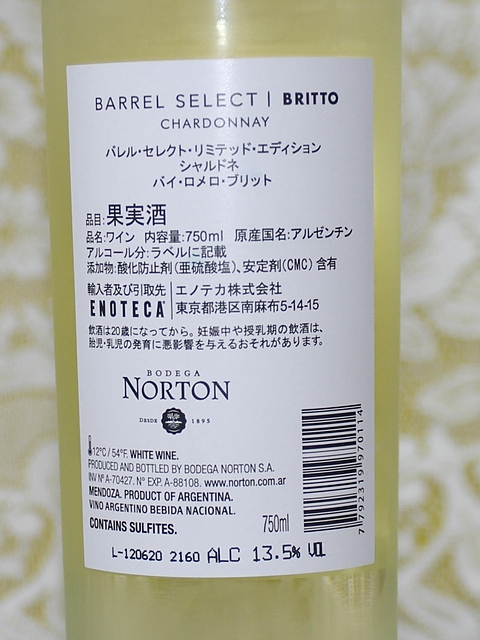 BARREL SELECT | BRITTO
CHARDONNAY
バレル・セレクト・リミテッド・エディション
シャルドネ
バイ・ロメロ・ブリット
品目:果実酒
品名:ワイン 内容量:750ml 原産国名:アルゼンチン
アルコール分:ラベルに記載
添加物:酸化防止剤(亜硫酸塩)、安定剤(CMC)含有
輸入者及び引取先 エノテカ株式会社
ENOTECA 東京都港区南麻布5-14-15
飲酒は20歳になってから。妊娠中や授乳期の飲酒は、
胎児・乳児の発育に悪影響を与えるおそれがあります。
BODEGA
NORTON
DESDE 1895
12°C / 54°F. WHITE WINE.
PRODUCED AND BOTTLED BY BODEGA NORTON S.A.
INV Nº A-70427. Nº EXP. A-88108. www.norton.com.ar
MENDOZA. PRODUCT OF ARGENTINA.
VINO ARGENTINO BEBIDA NACIONAL.
CONTAINS SULFITES.
750ml
7 792319 970114
L-120620 2160 ALC 13.5% VOL